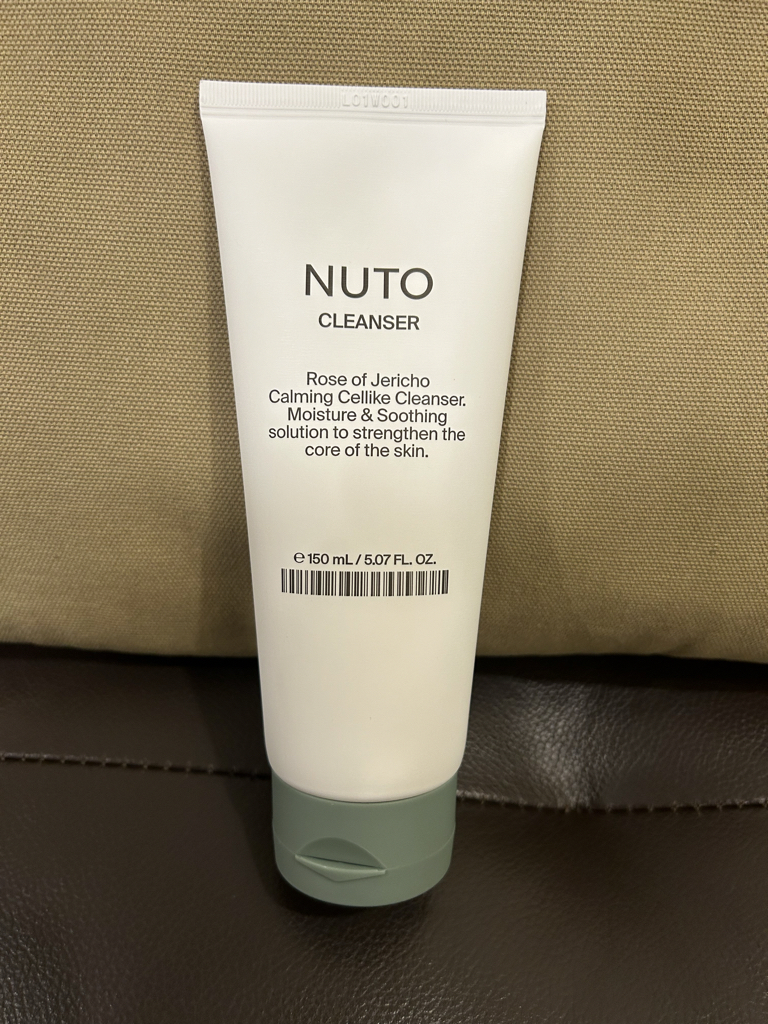 LC1W001
NUTO
CLEANSER
Rose of Jericho
Calming Cellike Cleanser.
Moisture & Soothing
solution to strengthen the
core of the skin.
℮ 150 mL / 5.07 FL. OZ.